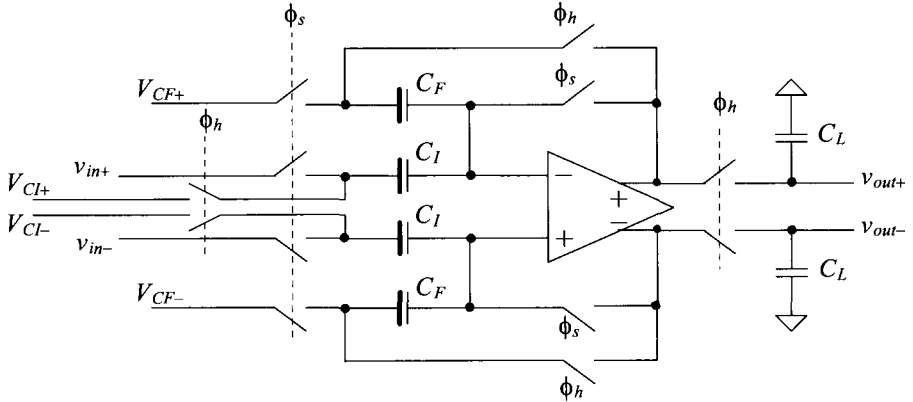 ϕs
ϕh
VCF+
CF
ϕs
ϕh
ϕh
CL
vin+
CI
VCI+
−
+
vout+
VCI−
−
vout−
vin−
CI
+
CL
VCF−
CF
ϕs
ϕh